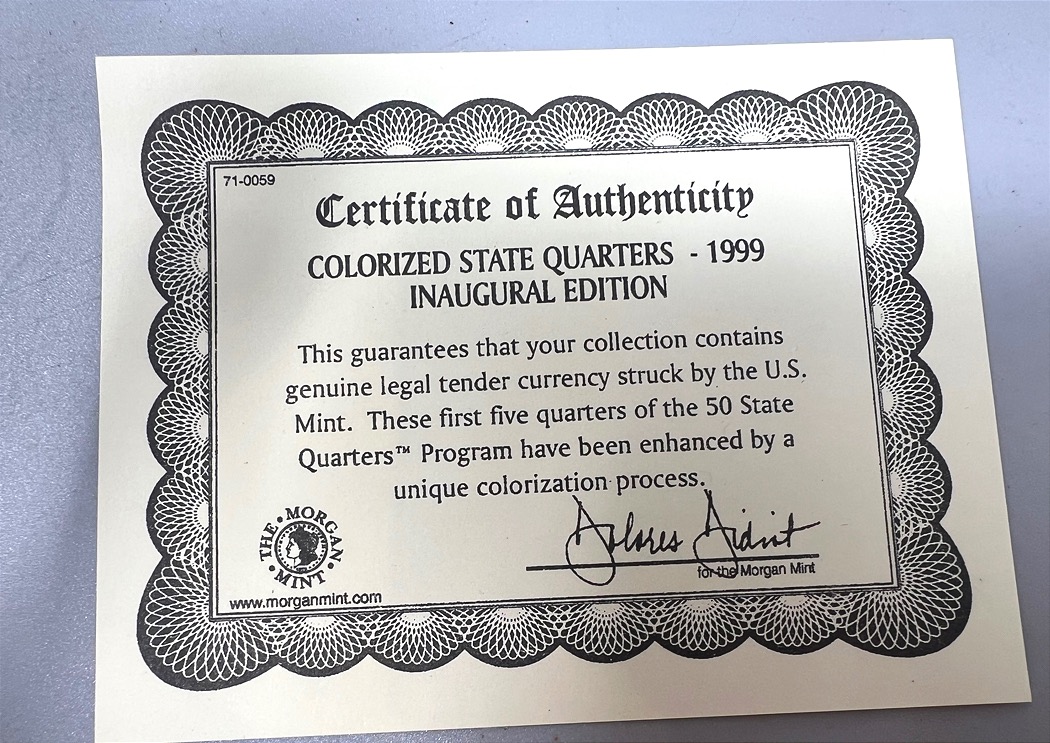 71-0059
Certificate of Authenticity
COLORIZED STATE QUARTERS - 1999
INAUGURAL EDITION
This guarantees that your collection contains
genuine legal tender currency struck by the U.S.
Mint. These first five quarters of the 50 State
Quarters™ Program have been enhanced by a
unique colorization process.
THE • MORGAN • MINT •
Dolores
for the Morgan Mint
www.morganmint.com